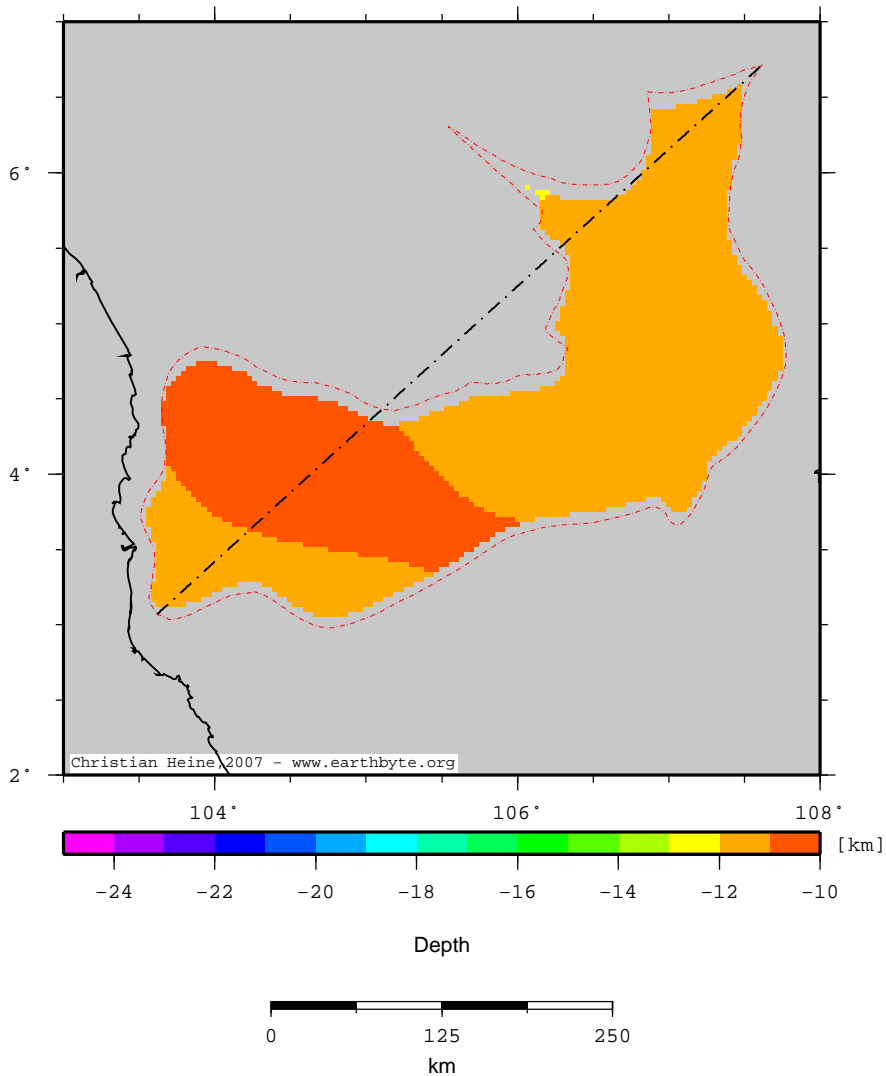 6°
4°
2°
Christian Heine,2007 – www.earthbyte.org
104° 106° 108°
[km]
−24 −22 −20 −18 −16 −14 −12 −10
Depth
0 125 250
km